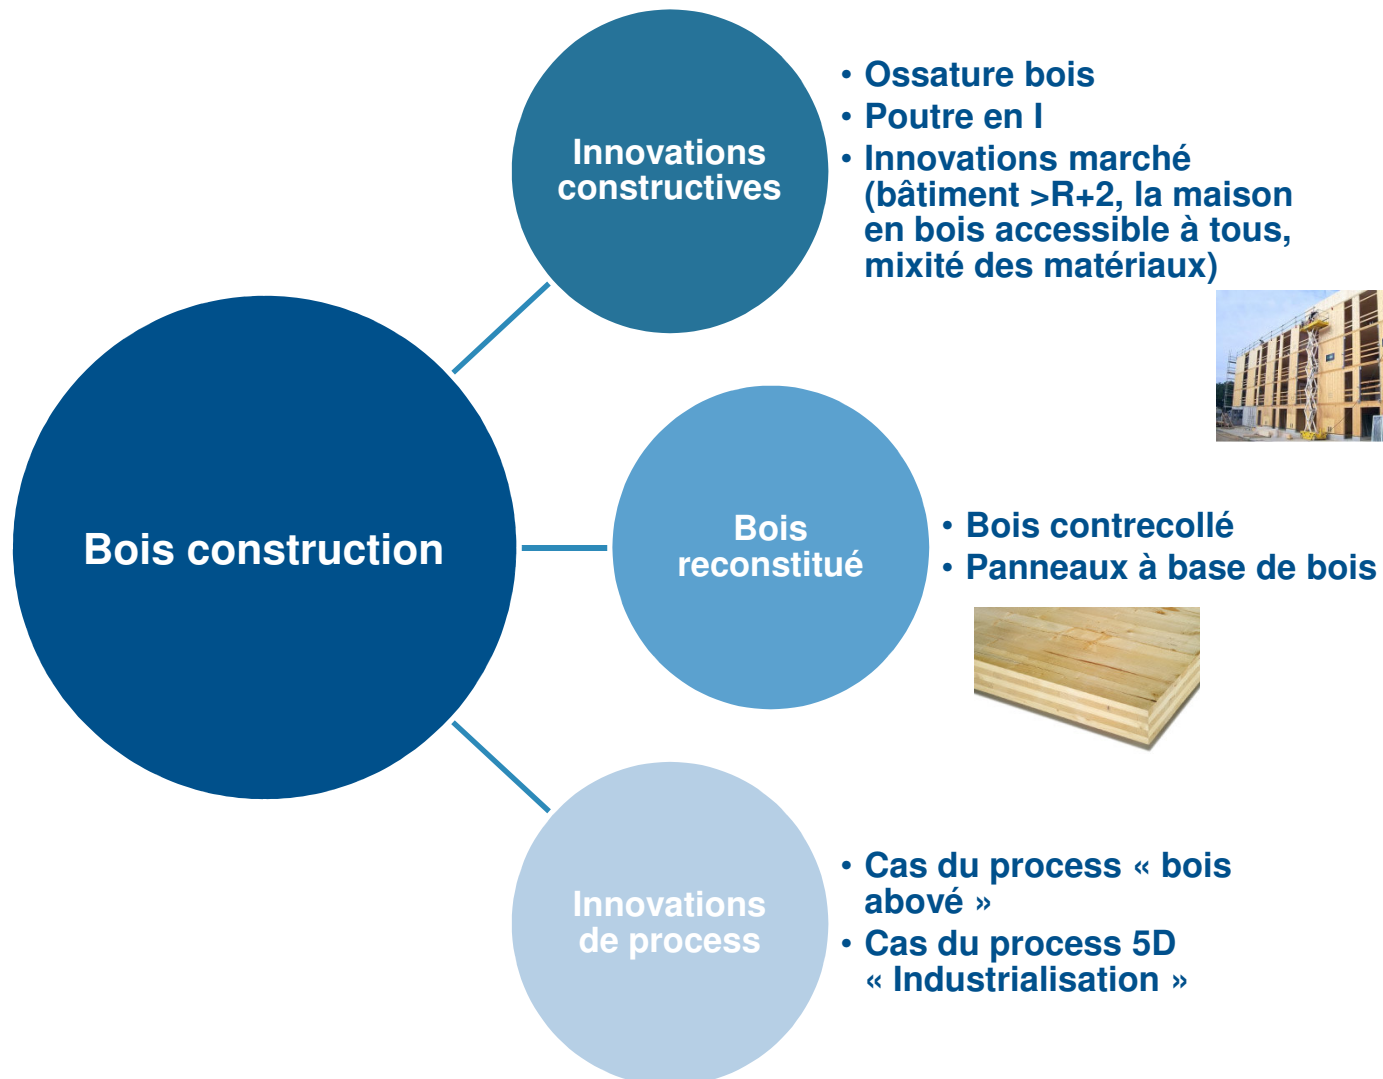 Innovations
constructives
• Ossature bois
• Poutre en I
• Innovations marché
(bâtiment >R+2, la maison
en bois accessible à tous,
mixité des matériaux)
Bois construction
Bois
reconstitué
• Bois contrecollé
• Panneaux à base de bois
Innovations
de process
• Cas du process « bois
abové »
• Cas du process 5D
« Industrialisation »